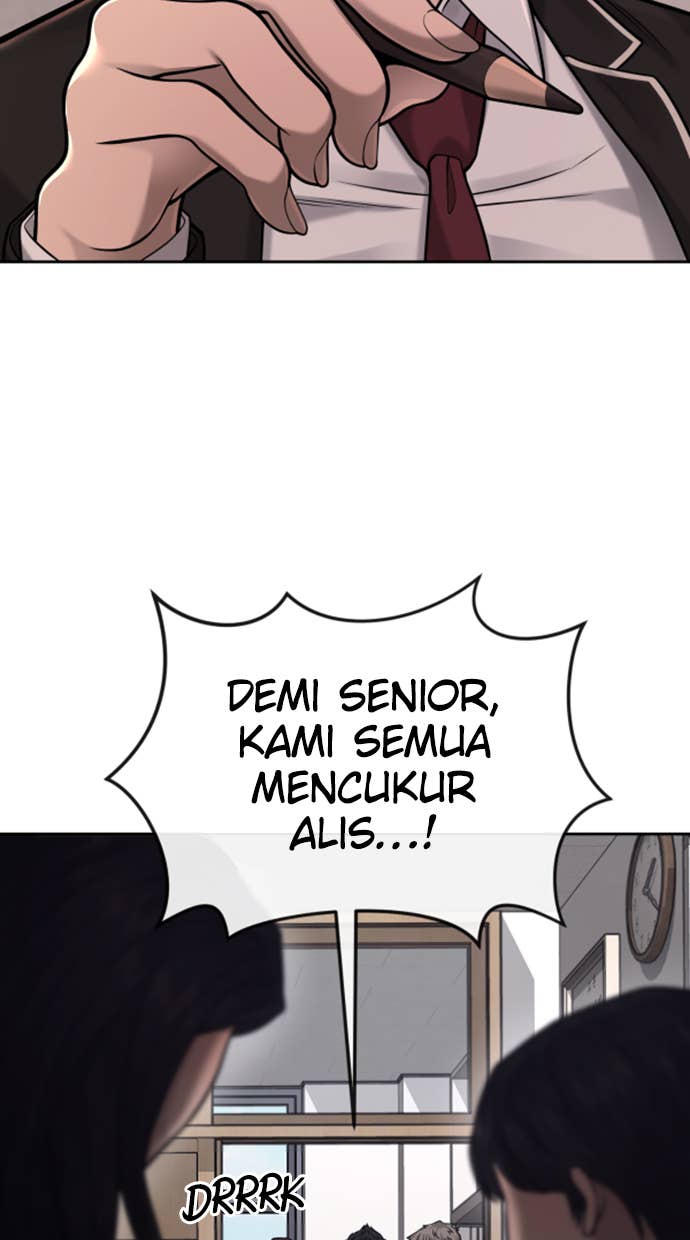 DEMI SENIOR,
KAMI SEMUA
MENCUKUR
ALIS...!
DRRRK